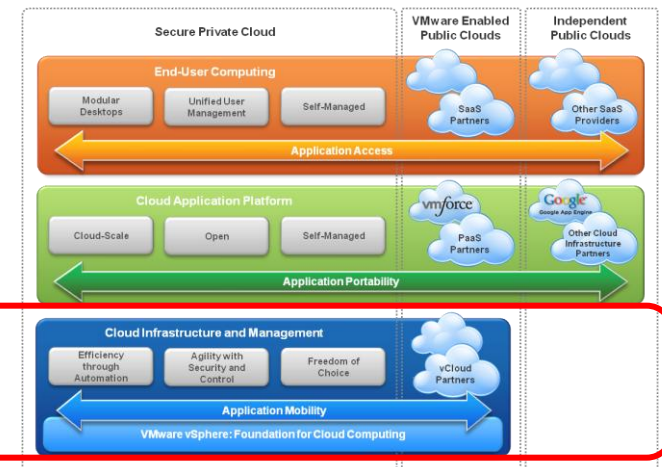 Secure Private Cloud
VMware Enabled
Public Clouds
Independent
Public Clouds
End-User Computing
Modular
Desktops
Unified User
Management
Self-Managed
SaaS
Partners
Other SaaS
Providers
Application Access
Cloud Application Platform
Cloud-Scale
Open
Self-Managed
vmforce
PaaS
Partners
Google
Google App Engine
Other Cloud
Infrastructure
Partners
Application Portability
Cloud Infrastructure and Management
Efficiency
through
Automation
Agility with
Security and
Control
Freedom of
Choice
vCloud
Partners
Application Mobility
VMware vSphere: Foundation for Cloud Computing